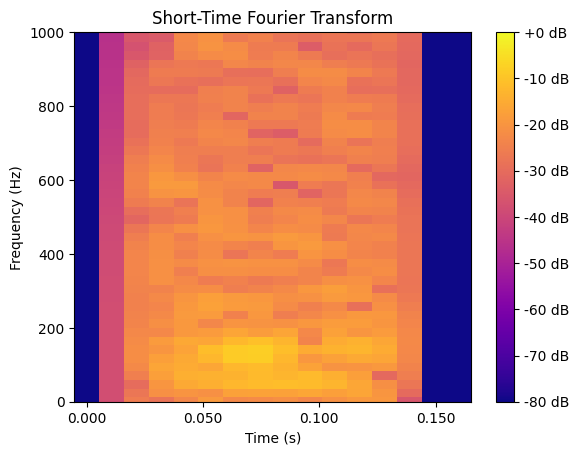 Short-Time Fourier Transform
1000
800
600
400
200
0
Frequency (Hz)
0.000
0.050
0.100
0.150
Time (s)
+0 dB
-10 dB
-20 dB
-30 dB
-40 dB
-50 dB
-60 dB
-70 dB
-80 dB